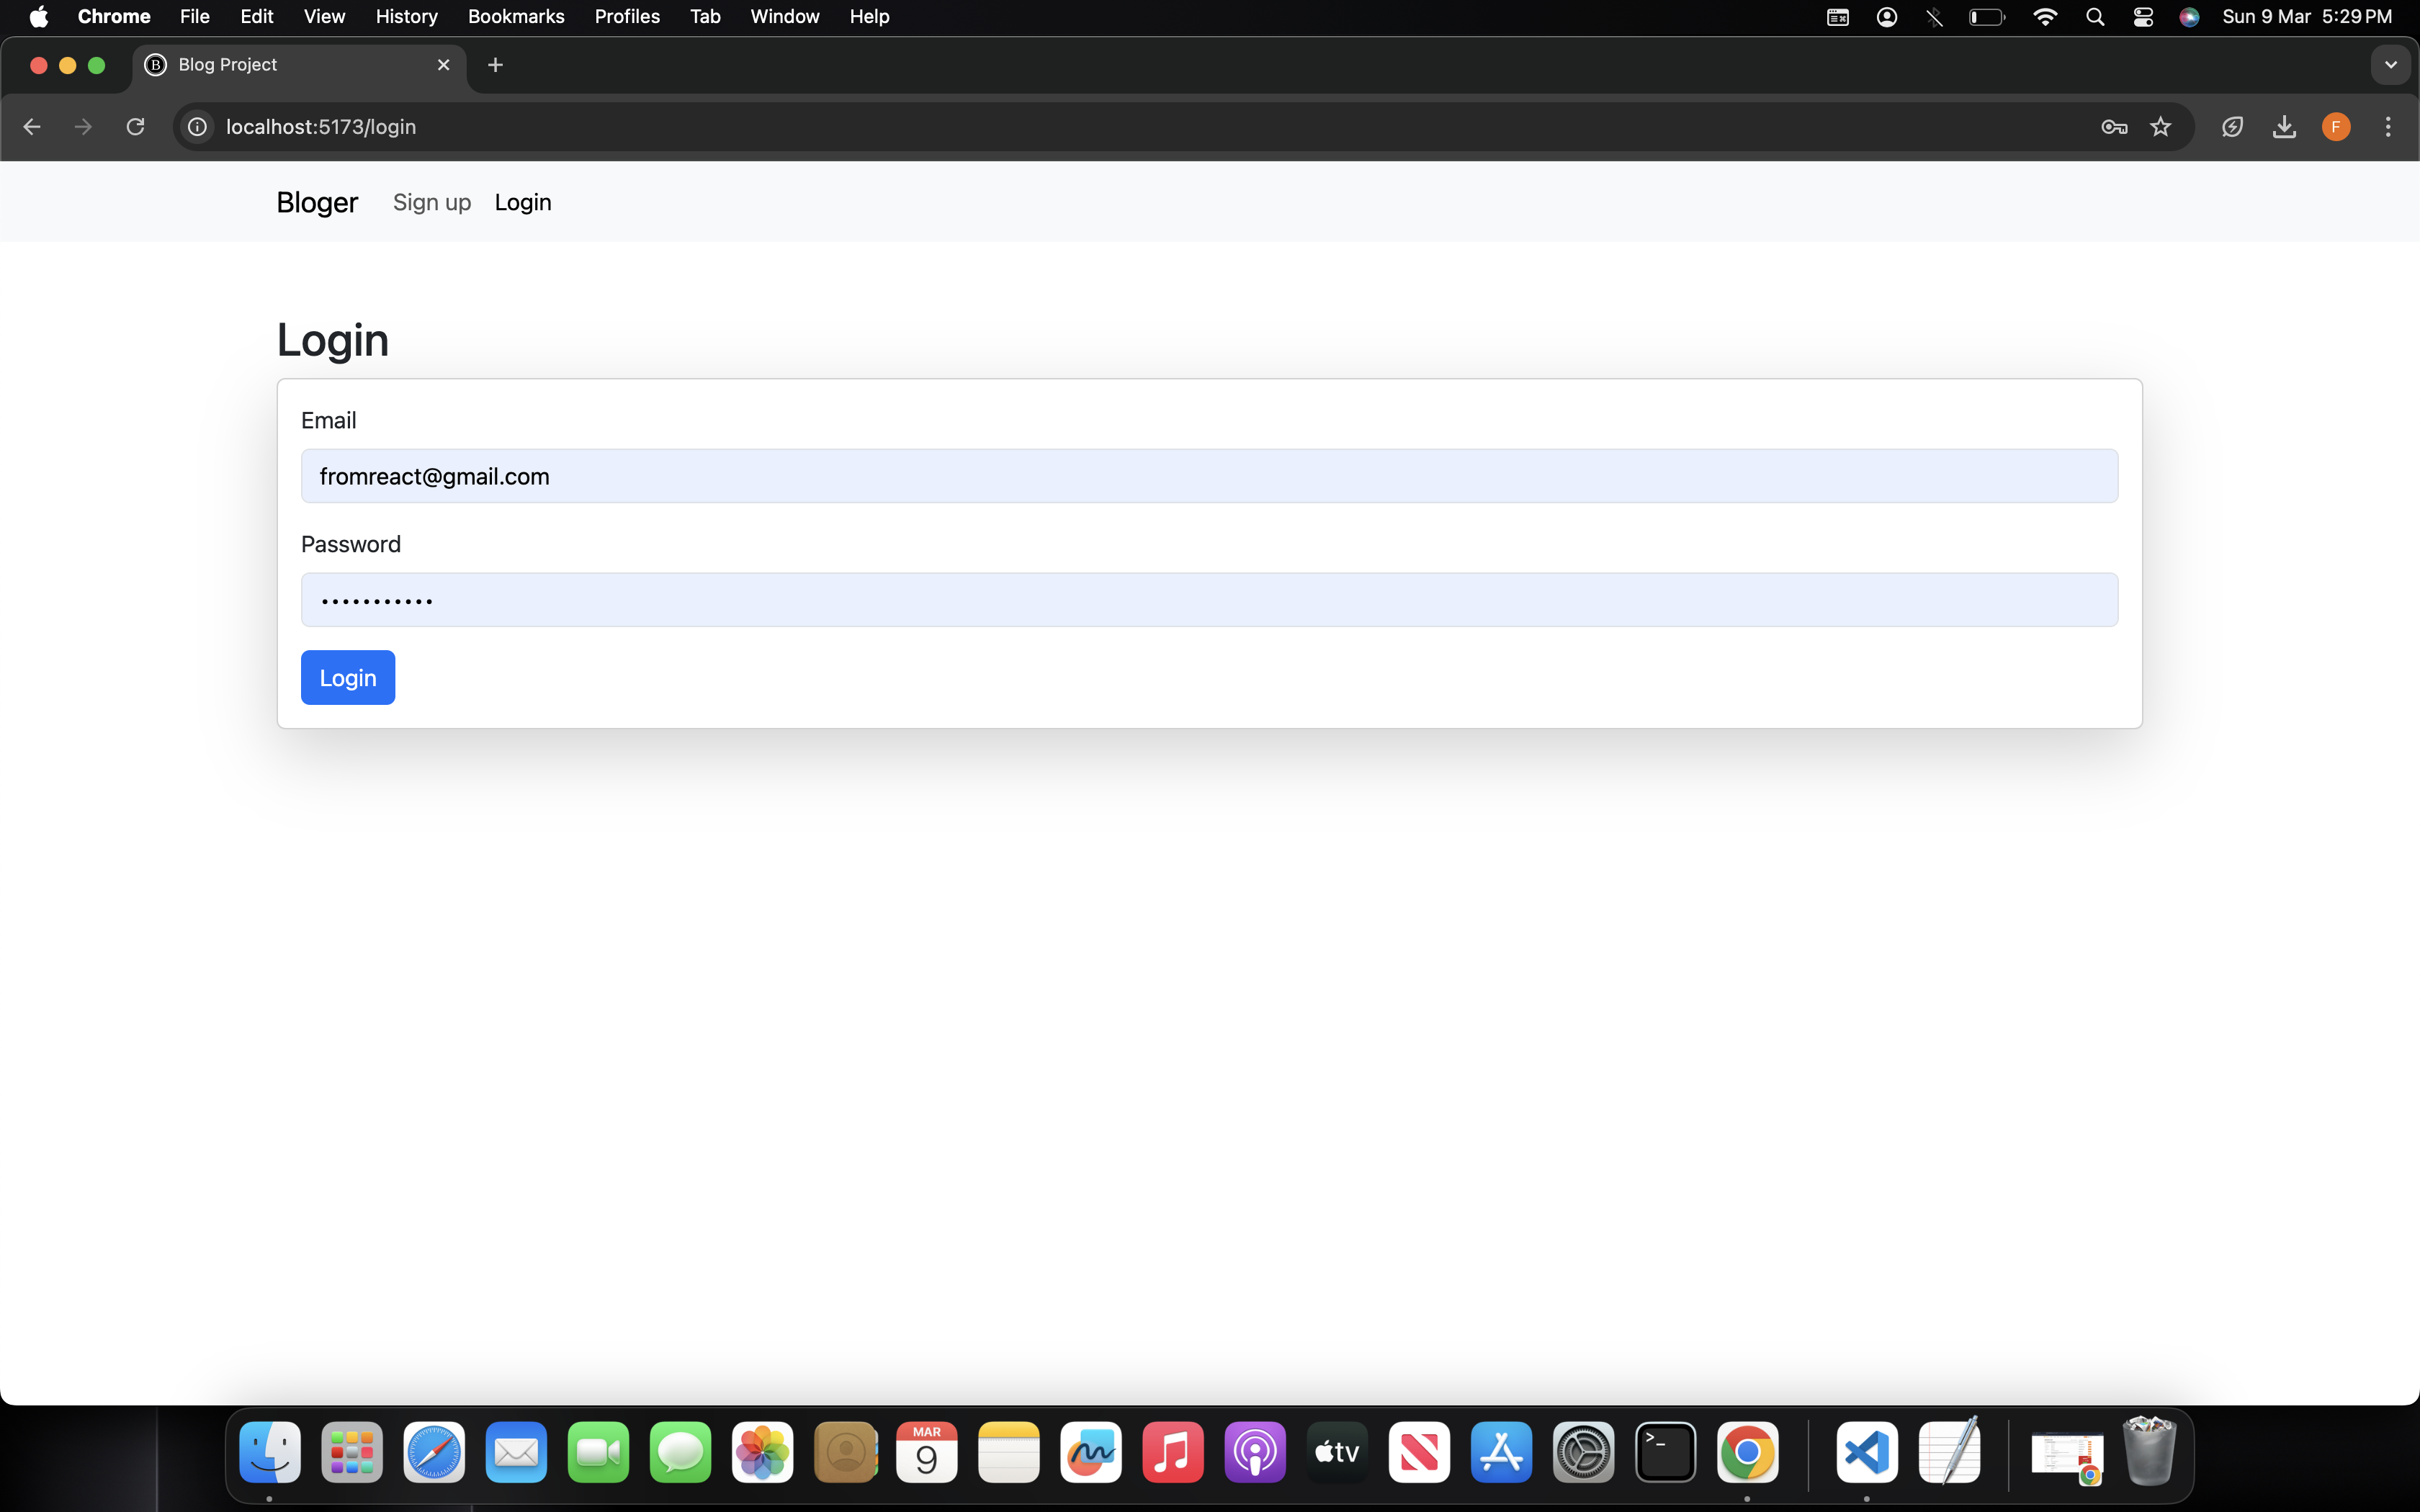 Chrome File Edit View History Bookmarks Profiles Tab Window Help Sun 9 Mar 5:29 PM
B Blog Project
localhost:5173/login F
Bloger Sign up Login
Login
Email
fromreact@gmail.com
Password
•••••••••••
Login
MAR
9
tv
>_